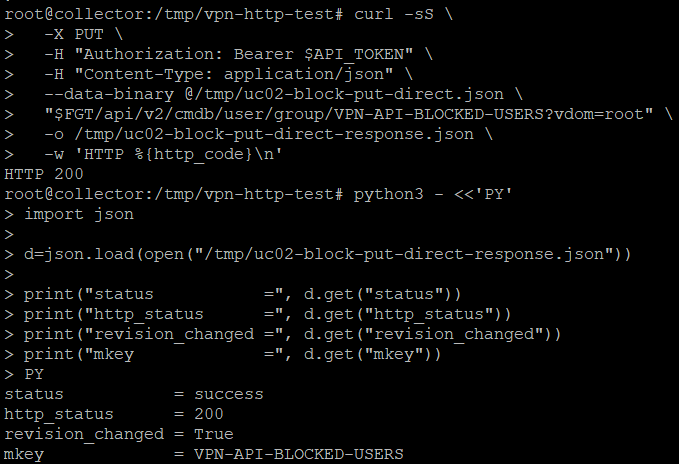 root@collector:/tmp/vpn-http-test# curl -sS \
>   -X PUT \
>   -H "Authorization: Bearer $API_TOKEN" \
>   -H "Content-Type: application/json" \
>   --data-binary @/tmp/uc02-block-put-direct.json \
>   "$FGT/api/v2/cmdb/user/group/VPN-API-BLOCKED-USERS?vdom=root" \
>   -o /tmp/uc02-block-put-direct-response.json \
>   -w 'HTTP %{http_code}\n'
HTTP 200
root@collector:/tmp/vpn-http-test# python3 - <<'PY'
> import json
>
> d=json.load(open("/tmp/uc02-block-put-direct-response.json"))
>
> print("status           =", d.get("status"))
> print("http_status      =", d.get("http_status"))
> print("revision_changed =", d.get("revision_changed"))
> print("mkey             =", d.get("mkey"))
> PY
status           = success
http_status      = 200
revision_changed = True
mkey             = VPN-API-BLOCKED-USERS